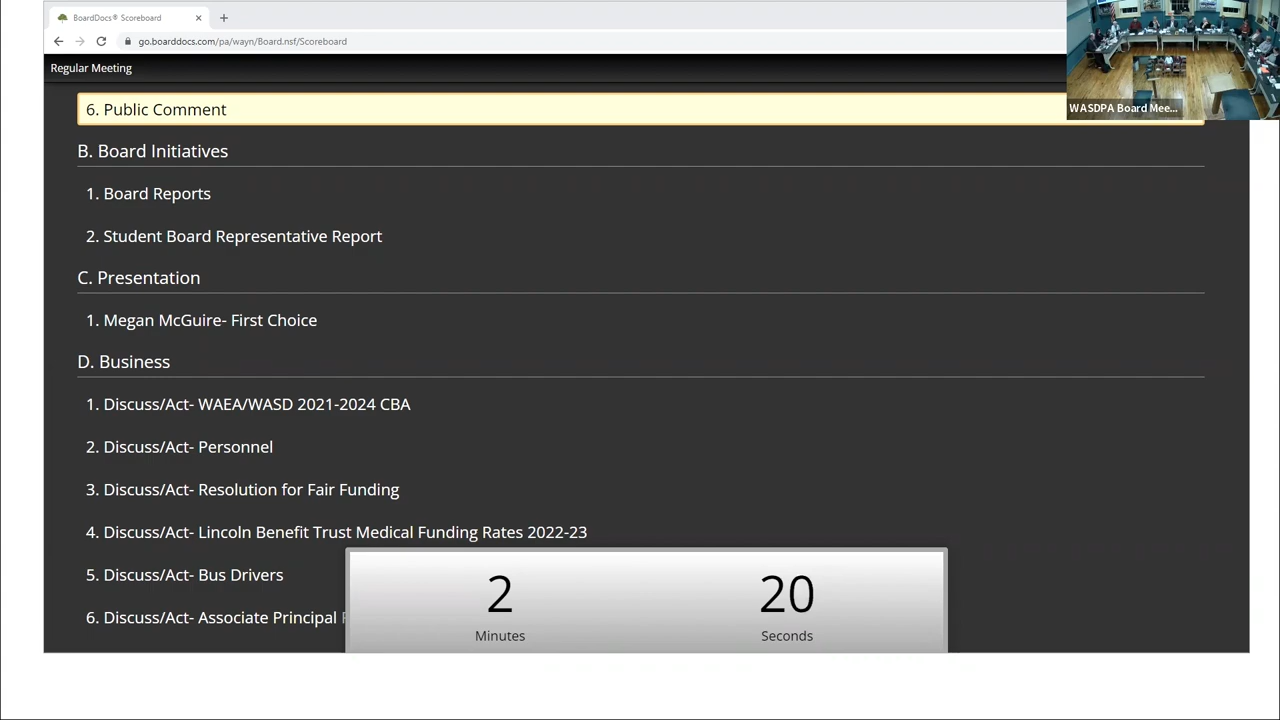 BoardDocs® Scoreboard
go.boarddocs.com/pa/wayn/Board.nsf/Scoreboard
Regular Meeting
WASDPA Board Mee...
6. Public Comment
B. Board Initiatives
1. Board Reports
2. Student Board Representative Report
C. Presentation
1. Megan McGuire- First Choice
D. Business
1. Discuss/Act- WAEA/WASD 2021-2024 CBA
2. Discuss/Act- Personnel
3. Discuss/Act- Resolution for Fair Funding
4. Discuss/Act- Lincoln Benefit Trust Medical Funding Rates 2022-23
5. Discuss/Act- Bus Drivers
6. Discuss/Act- Associate Principal
2 20
Minutes Seconds